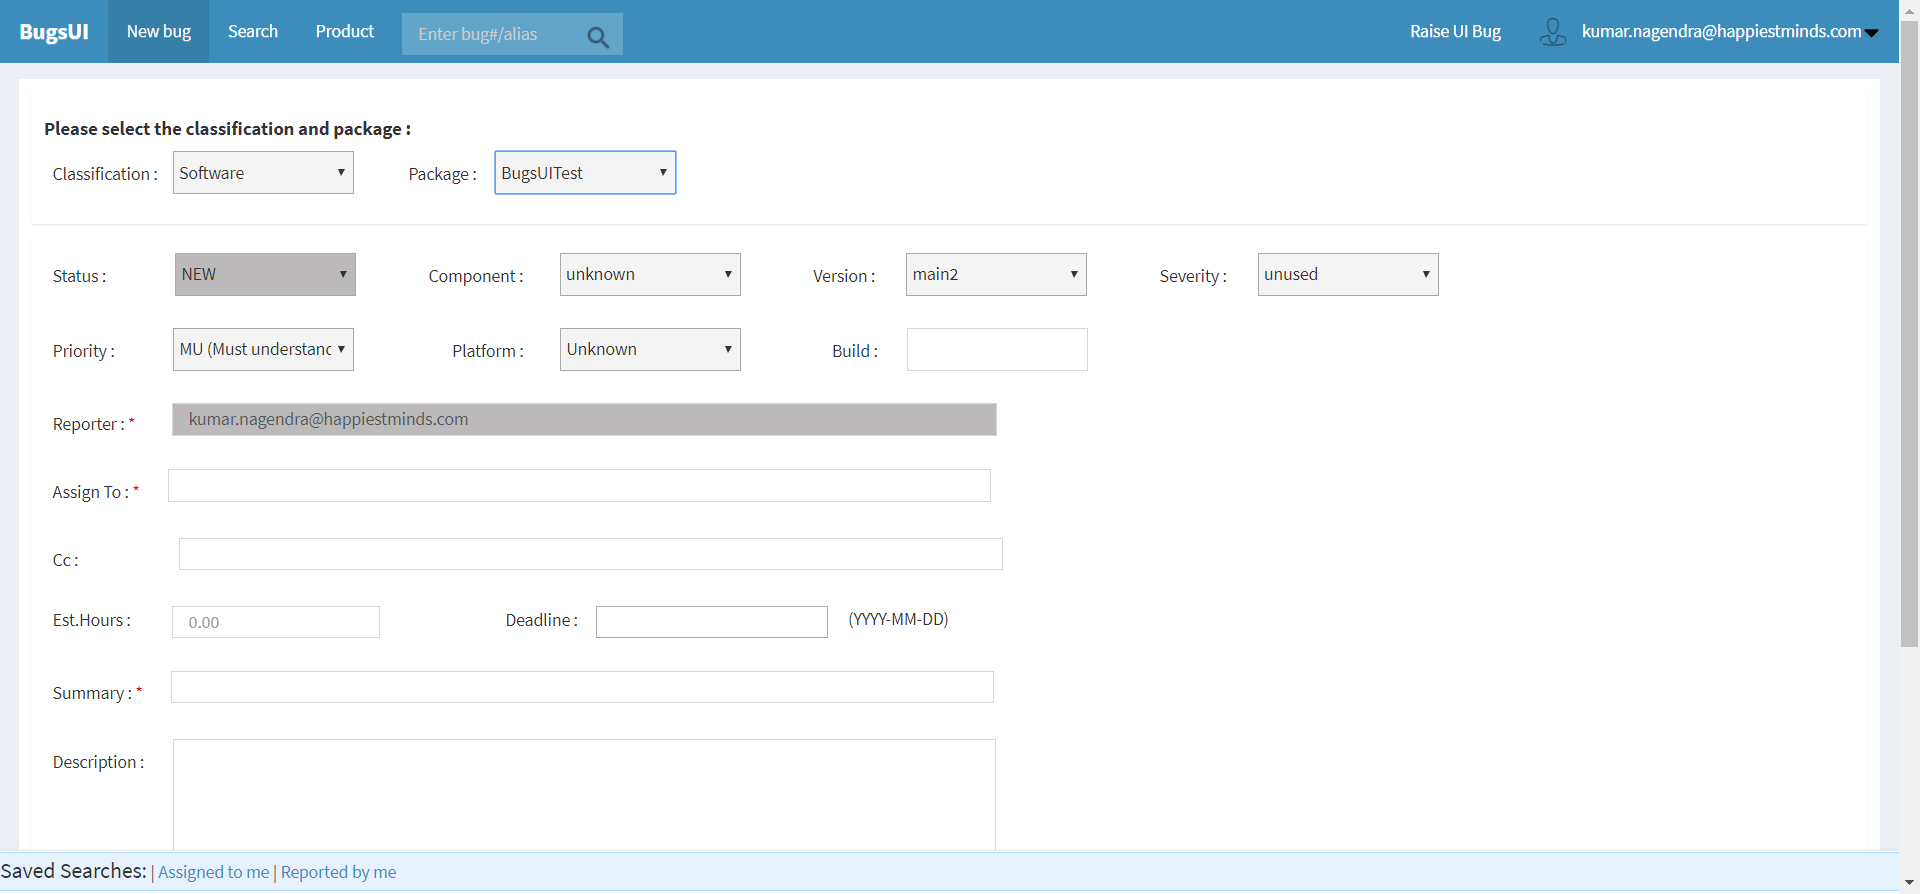 BugsUI New bug Search Product Enter bug#/alias Raise UI Bug kumar.nagendra@happiestminds.com
Please select the classification and package :
Classification : Software Package : BugsUITest
Status : NEW Component : unknown Version : main2 Severity : unused
Priority : MU (Must understanc Platform : Unknown Build :
Reporter : * kumar.nagendra@happiestminds.com
Assign To : *
Cc :
Est.Hours : 0.00 Deadline : (YYYY-MM-DD)
Summary : *
Description :
Saved Searches: | Assigned to me | Reported by me